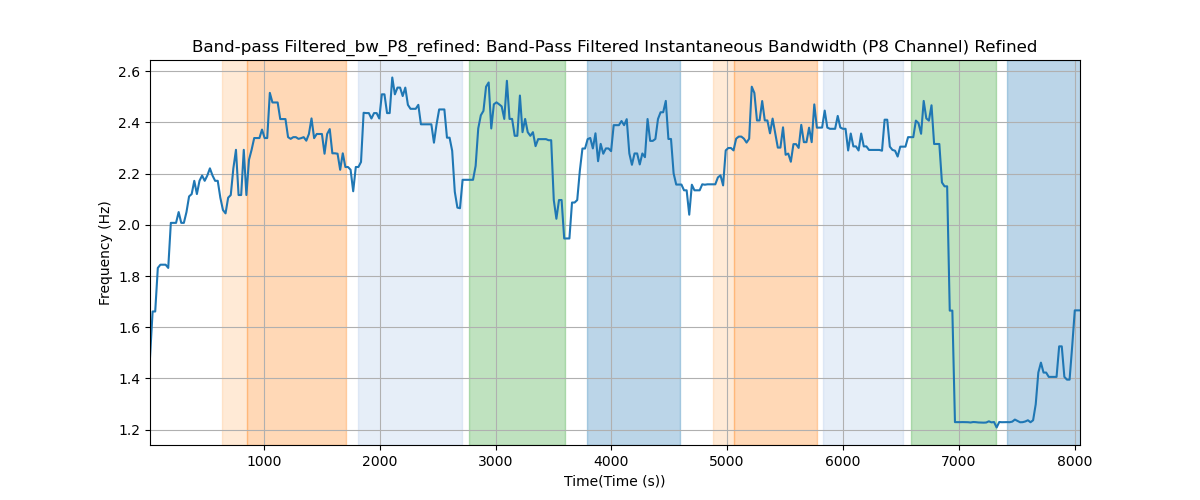 Band-pass Filtered_bw_P8_refined: Band-Pass Filtered Instantaneous Bandwidth (P8 Channel) Refined
2.6
2.4
2.2
2.0
1.8
1.6
1.4
1.2
Frequency (Hz)
1000 2000 3000 4000 5000 6000 7000 8000
Time(Time (s))